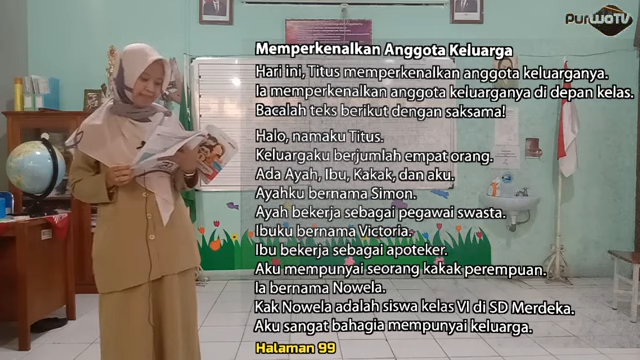 PurWoTV
Memperkenalkan Anggota Keluarga
Hari ini, Titus memperkenalkan anggota keluarganya.
Ia memperkenalkan anggota keluarganya di depan kelas.
Bacalah teks berikut dengan saksama!
Halo, namaku Titus.
Keluargaku berjumlah empat orang.
Ada Ayah, Ibu, Kakak, dan aku.
Ayahku bernama Simon.
Ayah bekerja sebagai pegawai swasta.
Ibuku bernama Victoria.
Ibu bekerja sebagai apoteker.
Aku mempunyai seorang kakak perempuan.
Ia bernama Nowela.
Kak Nowela adalah siswa kelas VI di SD Merdeka.
Aku sangat bahagia mempunyai keluarga.
Halaman 99